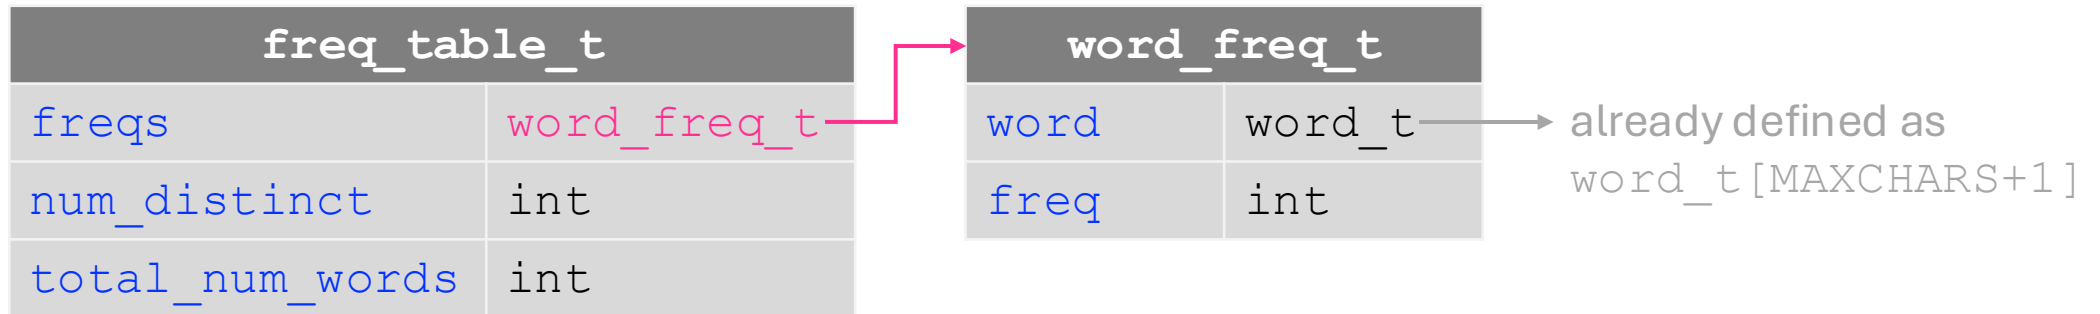 freq_table_t
freqs word_freq_t
num_distinct int
total_num_words int
word_freq_t
word word_t
freq int
already defined as
word_t[MAXCHARS+1]